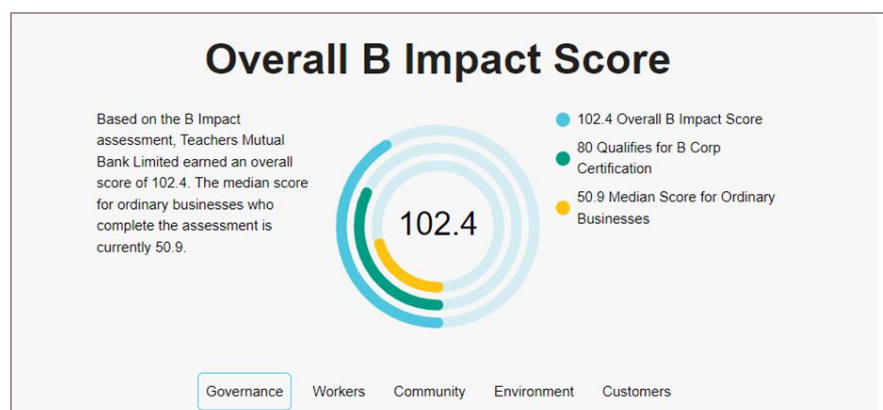 Overall B Impact Score
Based on the B Impact
assessment, Teachers Mutual
Bank Limited earned an overall
score of 102.4. The median score
for ordinary businesses who
complete the assessment is
currently 50.9.
102.4
102.4 Overall B Impact Score
80 Qualifies for B Corp
Certification
50.9 Median Score for Ordinary
Businesses
Governance Workers Community Environment Customers